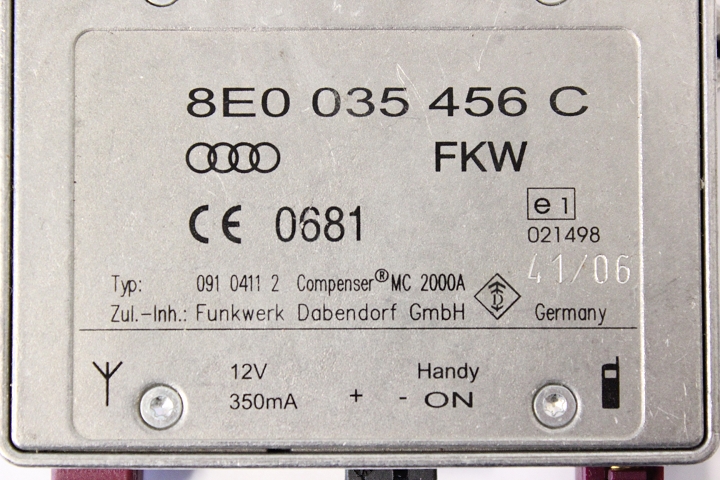 8E0 035 456 C
FKW
CE 0681
e 1
021498
41/06
Typ: 091 0411 2 Compenser® MC 2000A
Zul.-Inh.: Funkwerk Dabendorf GmbH Germany
12V Handy
350mA + - ON